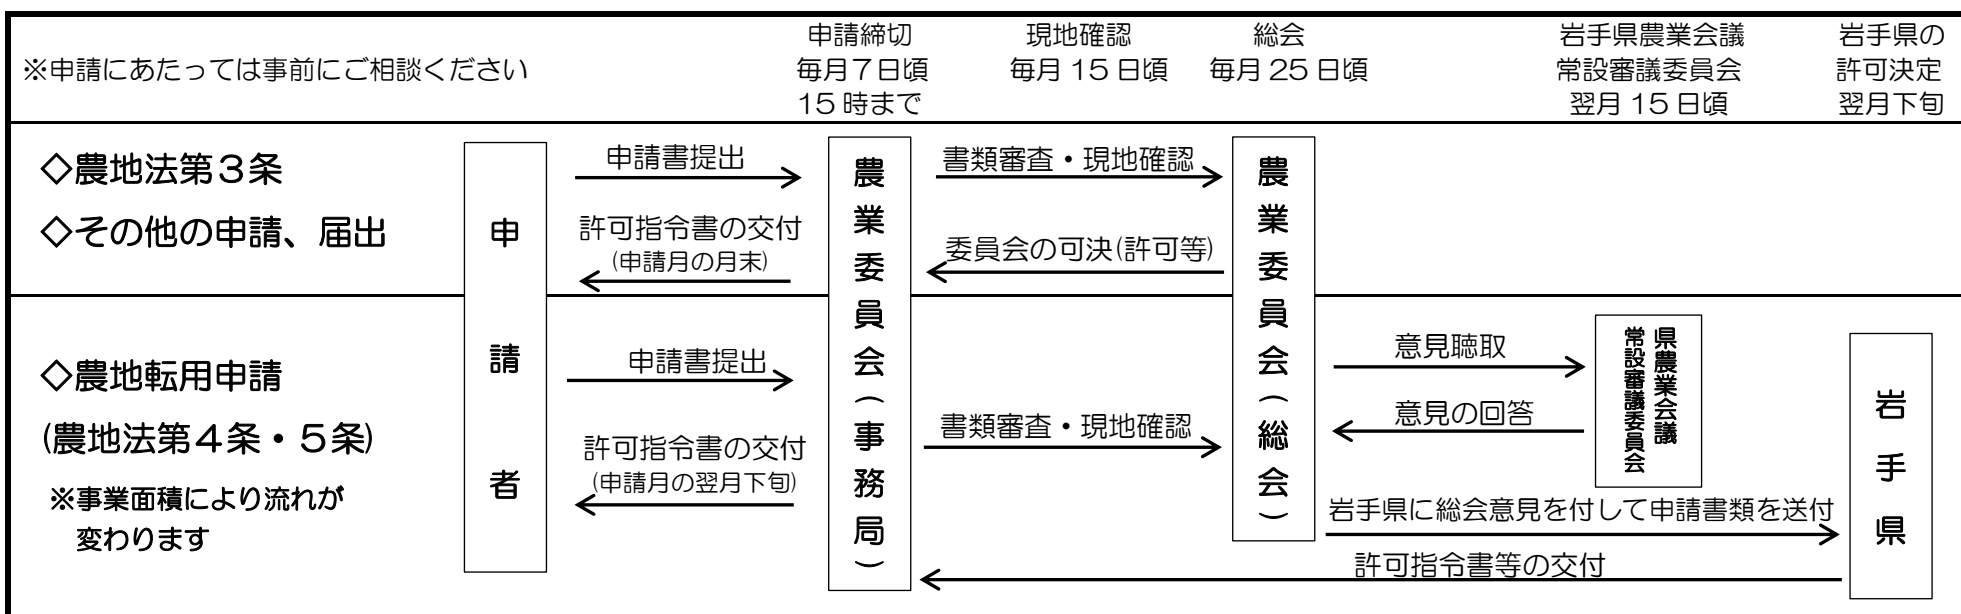 ※申請にあたっては事前にご相談ください
申請締切
毎月7日頃
15時まで
現地確認
毎月15日頃
総会
毎月25日頃
岩手県農業会議
常設審議委員会
翌月15日頃
岩手県の
許可決定
翌月下旬
◇農地法第3条
◇その他の申請、届出
申請者
申請書提出
許可指令書の交付
(申請月の月末)
農業委員会(事務局)
書類審査・現地確認
委員会の可決(許可等)
農業委員会(総会)
◇農地転用申請
(農地法第4条・5条)
※事業面積により流れが
変わります
申請書提出
許可指令書の交付
(申請月の翌月下旬)
書類審査・現地確認
意見聴取
意見の回答
県農業会議
常設審議委員会
岩手県に総会意見を付して申請書類を送付
許可指令書等の交付
岩手県